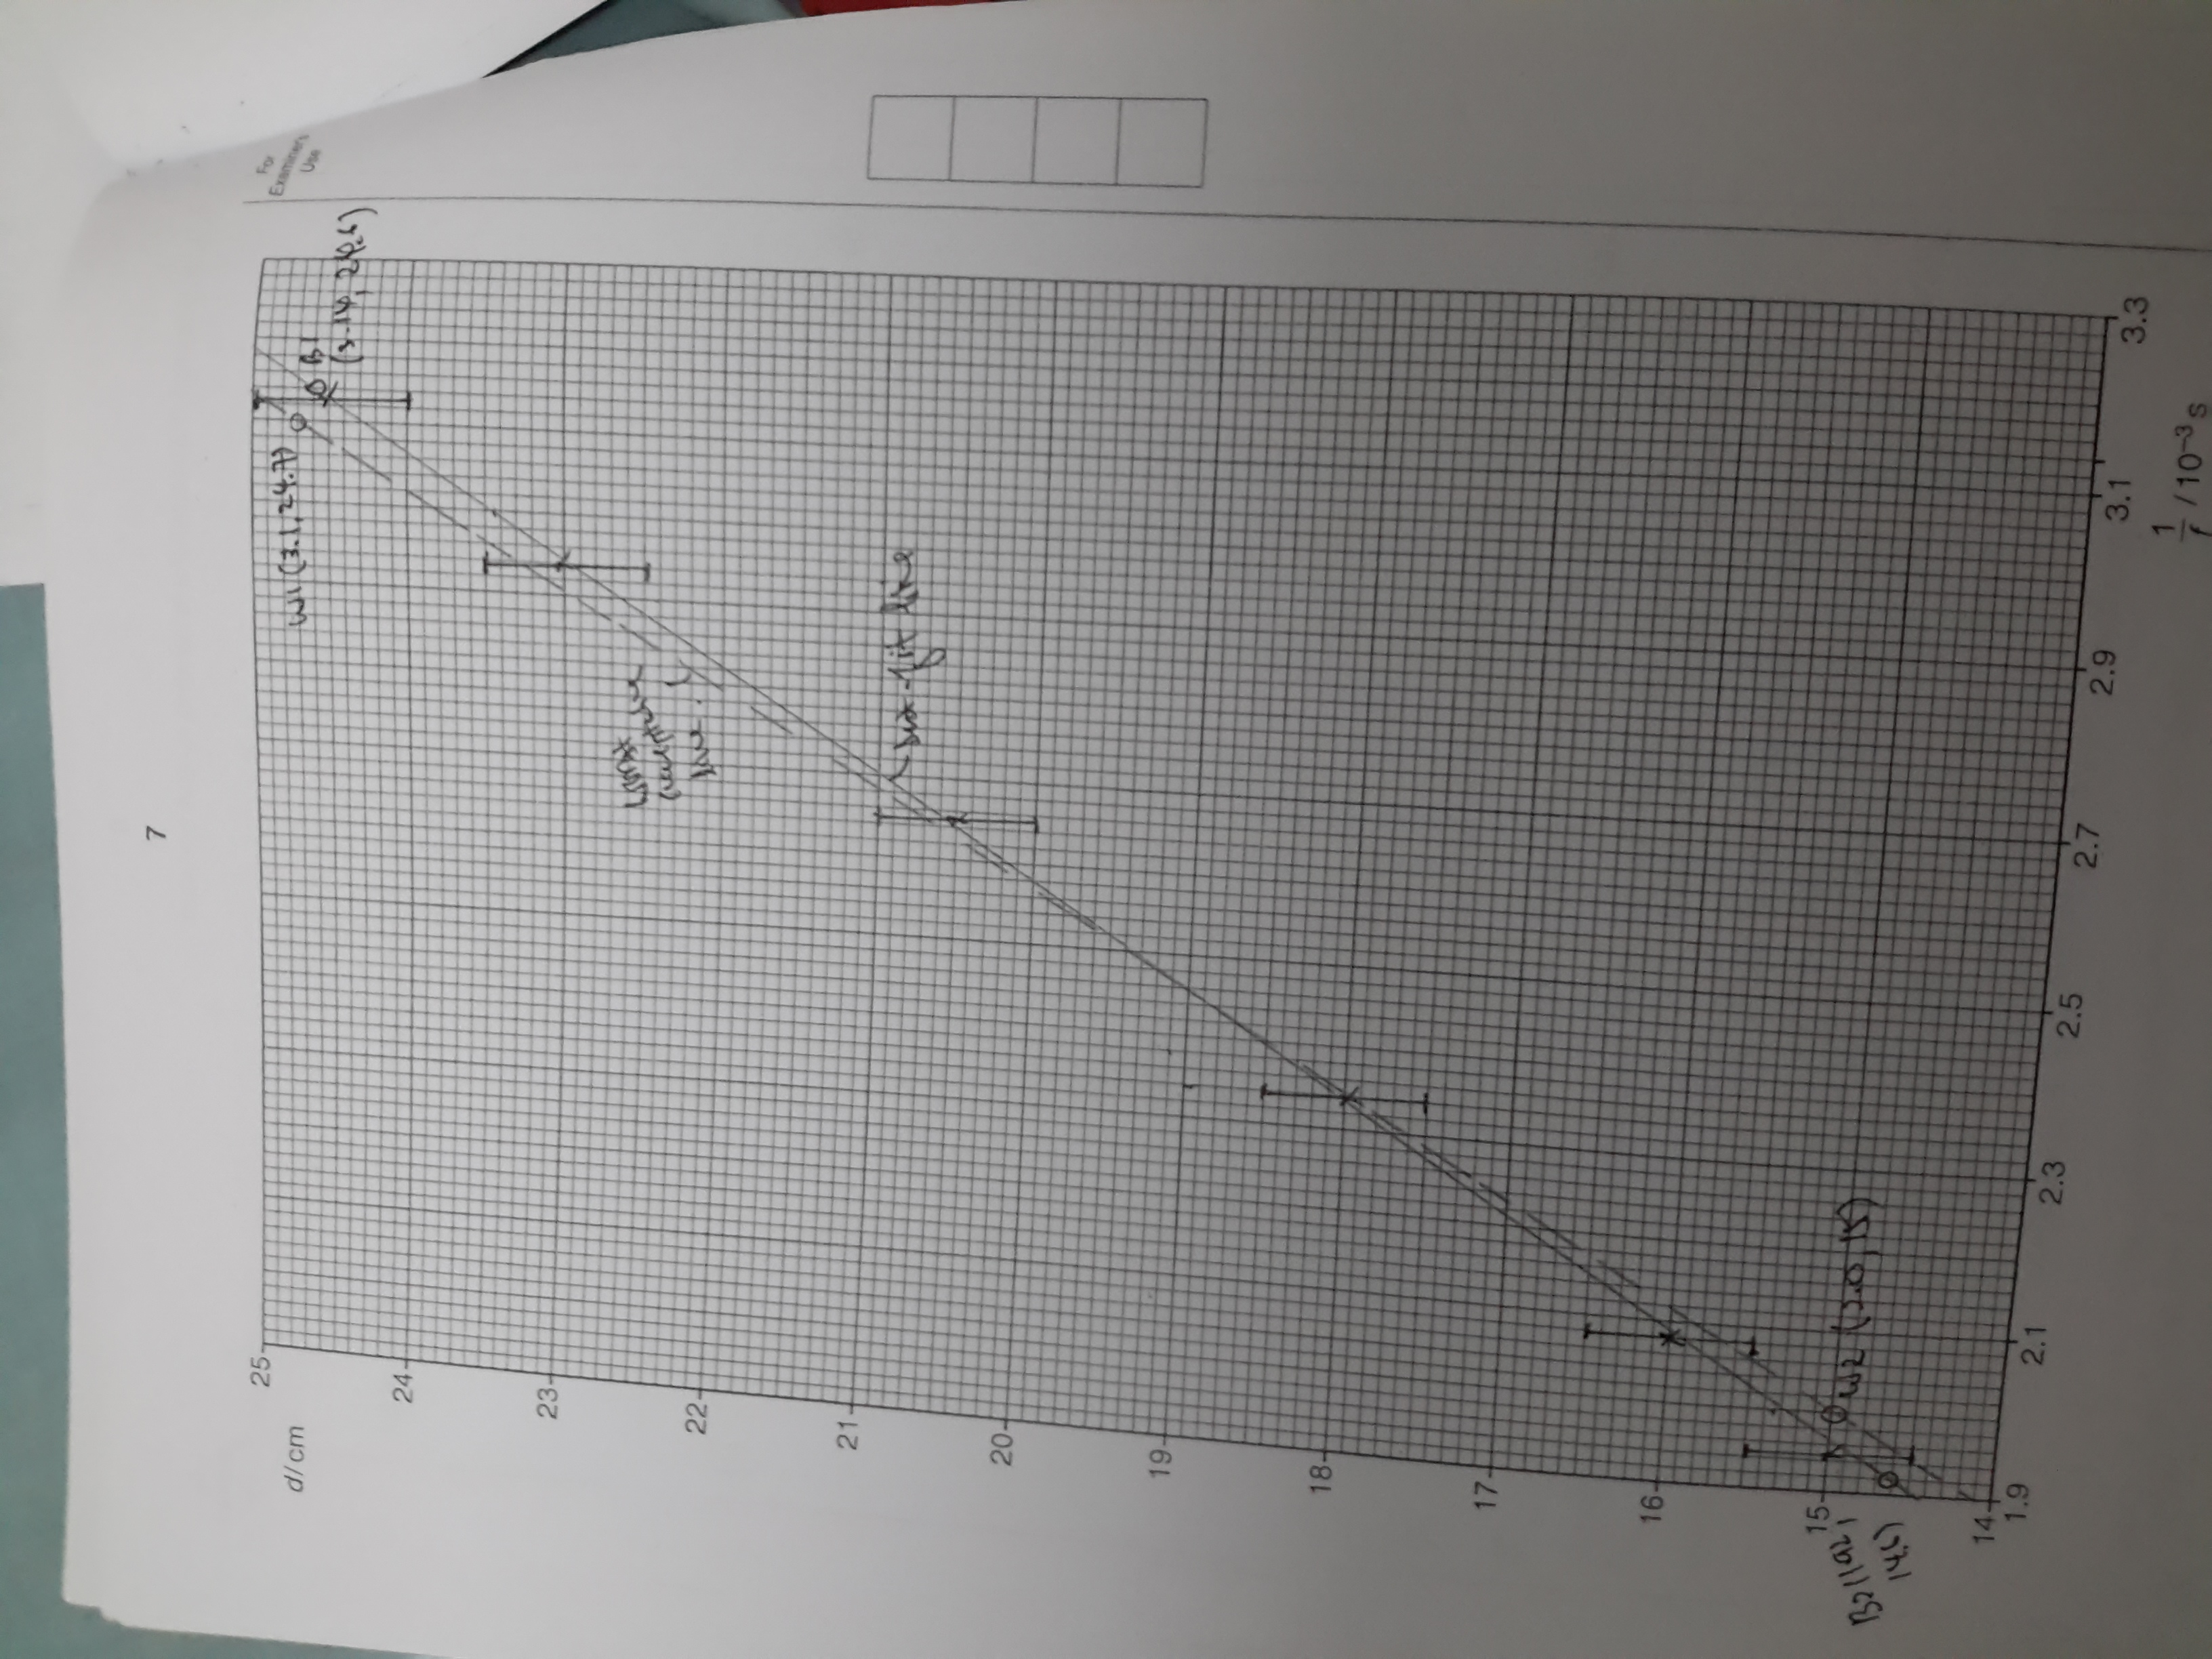 7
25
d/cm
For
Examiner's
Use
W1 (3.1, 24.7)
B1
(3.14, 24.6)
24
23
worst
acceptable
line.
22
21
best-fit line
20
19
18
17
16
15
W2 (2.0, 15)
B2 (1.92,
14.6)
14
1.9
2.1
2.3
2.5
2.7
2.9
3.1
3.3
1/f /10⁻³ s